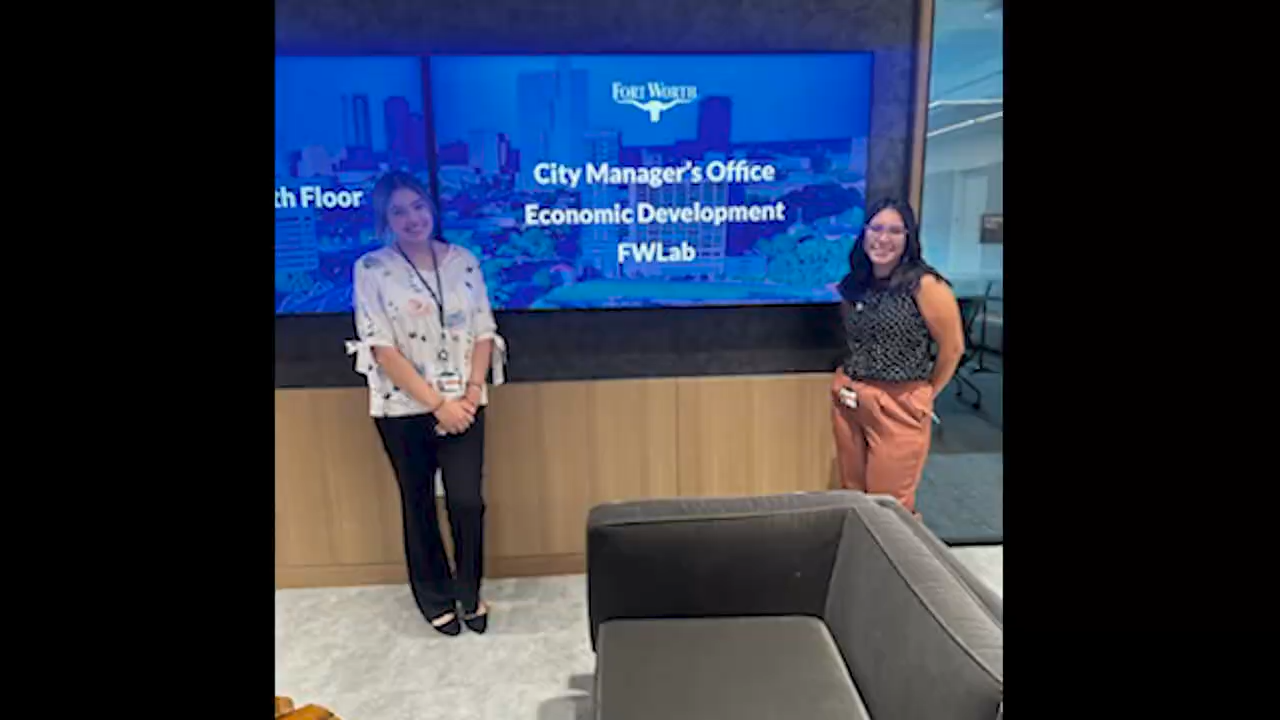 th Floor
FORT WORTH
City Manager's Office
Economic Development
FWLab